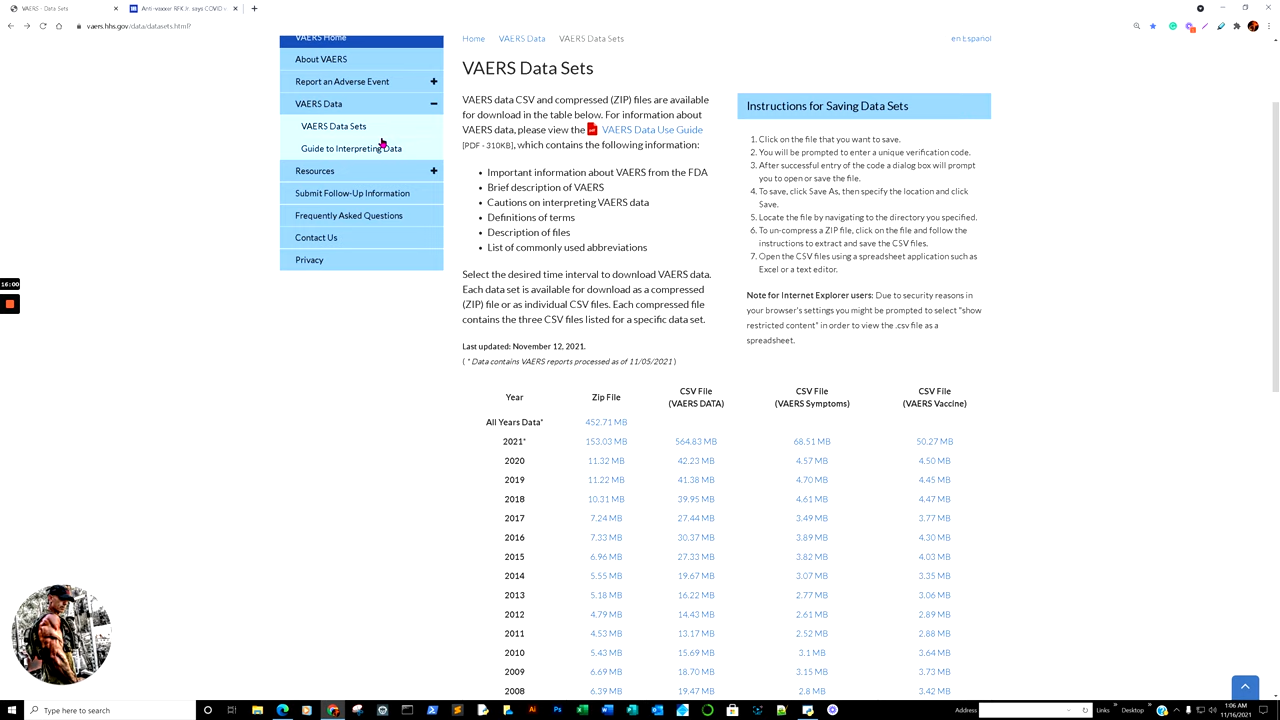 VAERS - Data Sets
Anti-vaxxer RFK Jr. says COVID v
vaers.hhs.gov/data/datasets.html?
VAERS Home
About VAERS
Report an Adverse Event
VAERS Data
VAERS Data Sets
Guide to Interpreting Data
Resources
Submit Follow-Up Information
Frequently Asked Questions
Contact Us
Privacy
16:00
Home VAERS Data VAERS Data Sets
en Español
VAERS Data Sets
VAERS data CSV and compressed (ZIP) files are available
for download in the table below. For information about
VAERS data, please view the VAERS Data Use Guide
[PDF - 310KB], which contains the following information:
Important information about VAERS from the FDA
Brief description of VAERS
Cautions on interpreting VAERS data
Definitions of terms
Description of files
List of commonly used abbreviations
Select the desired time interval to download VAERS data.
Each data set is available for download as a compressed
(ZIP) file or as individual CSV files. Each compressed file
contains the three CSV files listed for a specific data set.
Last updated: November 12, 2021.
( * Data contains VAERS reports processed as of 11/05/2021 )
Instructions for Saving Data Sets
1. Click on the file that you want to save.
2. You will be prompted to enter a unique verification code.
3. After successful entry of the code a dialog box will prompt
you to open or save the file.
4. To save, click Save As, then specify the location and click
Save.
5. Locate the file by navigating to the directory you specified.
6. To un-compress a ZIP file, click on the file and follow the
instructions to extract and save the CSV files.
7. Open the CSV files using a spreadsheet application such as
Excel or a text editor.
Note for Internet Explorer users: Due to security reasons in
your browser's settings you might be prompted to select "show
restricted content" in order to view the .csv file as a
spreadsheet.
Year Zip File CSV File (VAERS DATA) CSV File (VAERS Symptoms) CSV File (VAERS Vaccine)
All Years Data* 452.71 MB
2021* 153.03 MB 564.83 MB 68.51 MB 50.27 MB
2020 11.32 MB 42.23 MB 4.57 MB 4.50 MB
2019 11.22 MB 41.38 MB 4.70 MB 4.45 MB
2018 10.31 MB 39.95 MB 4.61 MB 4.47 MB
2017 7.24 MB 27.44 MB 3.49 MB 3.77 MB
2016 7.33 MB 30.37 MB 3.89 MB 4.30 MB
2015 6.96 MB 27.33 MB 3.82 MB 4.03 MB
2014 5.55 MB 19.67 MB 3.07 MB 3.35 MB
2013 5.18 MB 16.22 MB 2.77 MB 3.06 MB
2012 4.79 MB 14.43 MB 2.61 MB 2.89 MB
2011 4.53 MB 13.17 MB 2.52 MB 2.88 MB
2010 5.43 MB 15.69 MB 3.1 MB 3.64 MB
2009 6.69 MB 18.70 MB 3.15 MB 3.73 MB
2008 6.39 MB 19.47 MB 2.8 MB 3.42 MB
Type here to search
Address
Links
Desktop
1:06 AM
11/16/2021